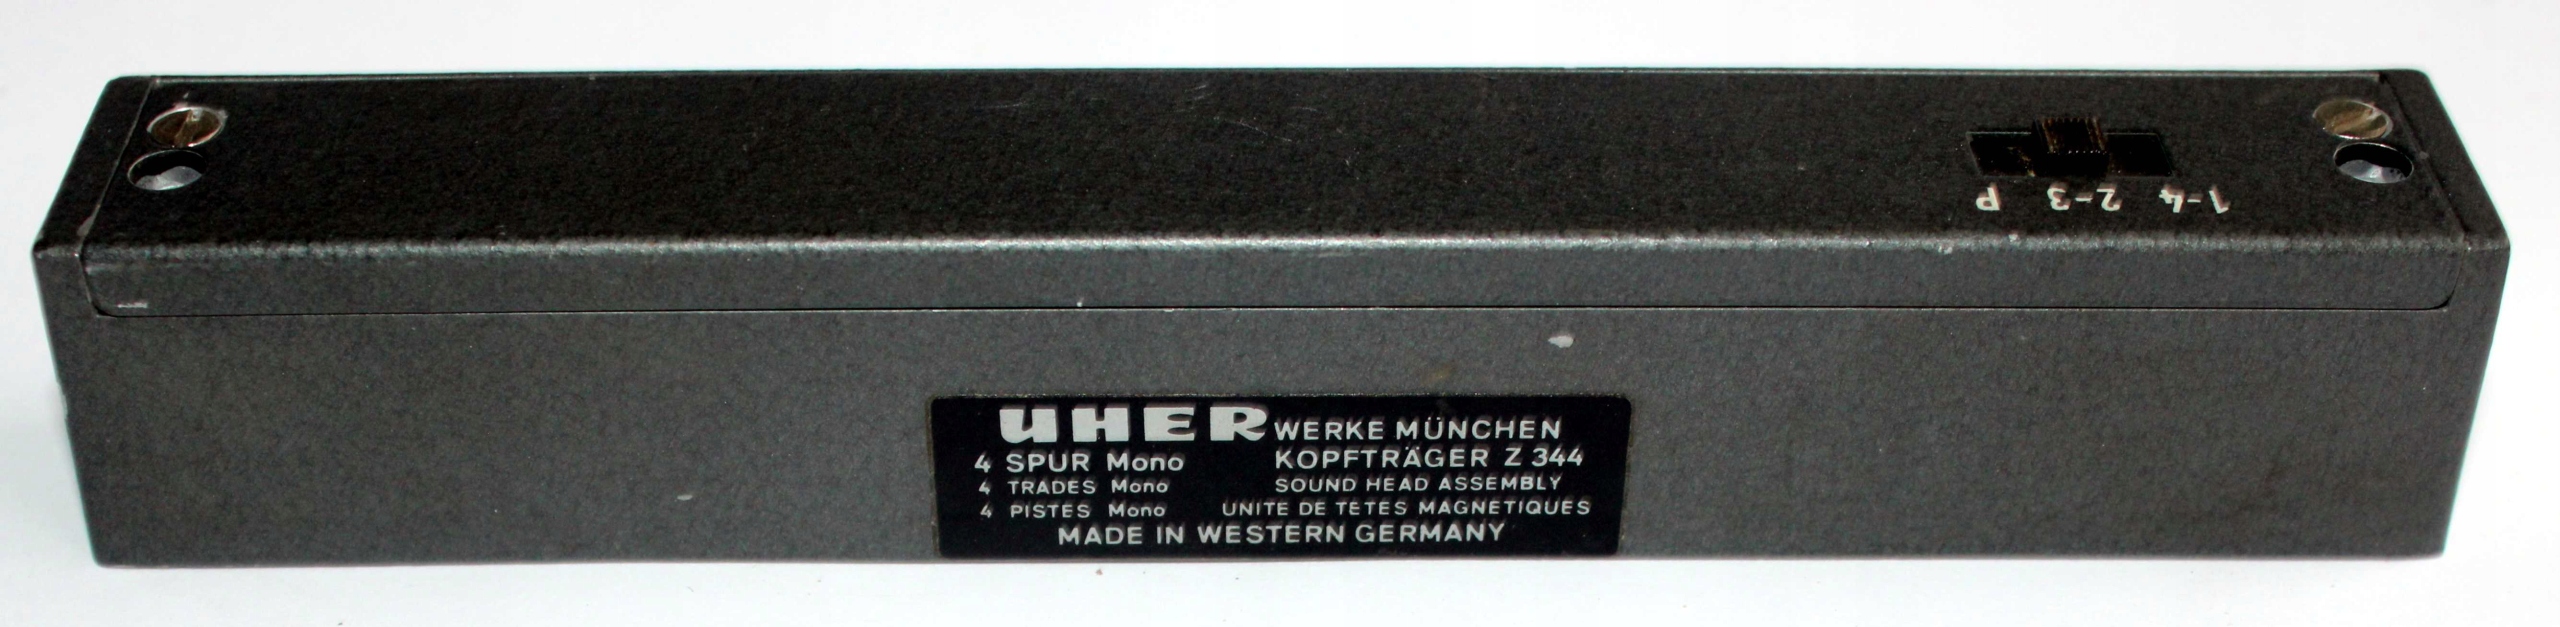 P 2-3 1-4
UHER WERKE MÜNCHEN
4 SPUR Mono KOPFTRÄGER Z 344
4 TRADES Mono SOUND HEAD ASSEMBLY
4 PISTES Mono UNITE DE TETES MAGNETIQUES
MADE IN WESTERN GERMANY